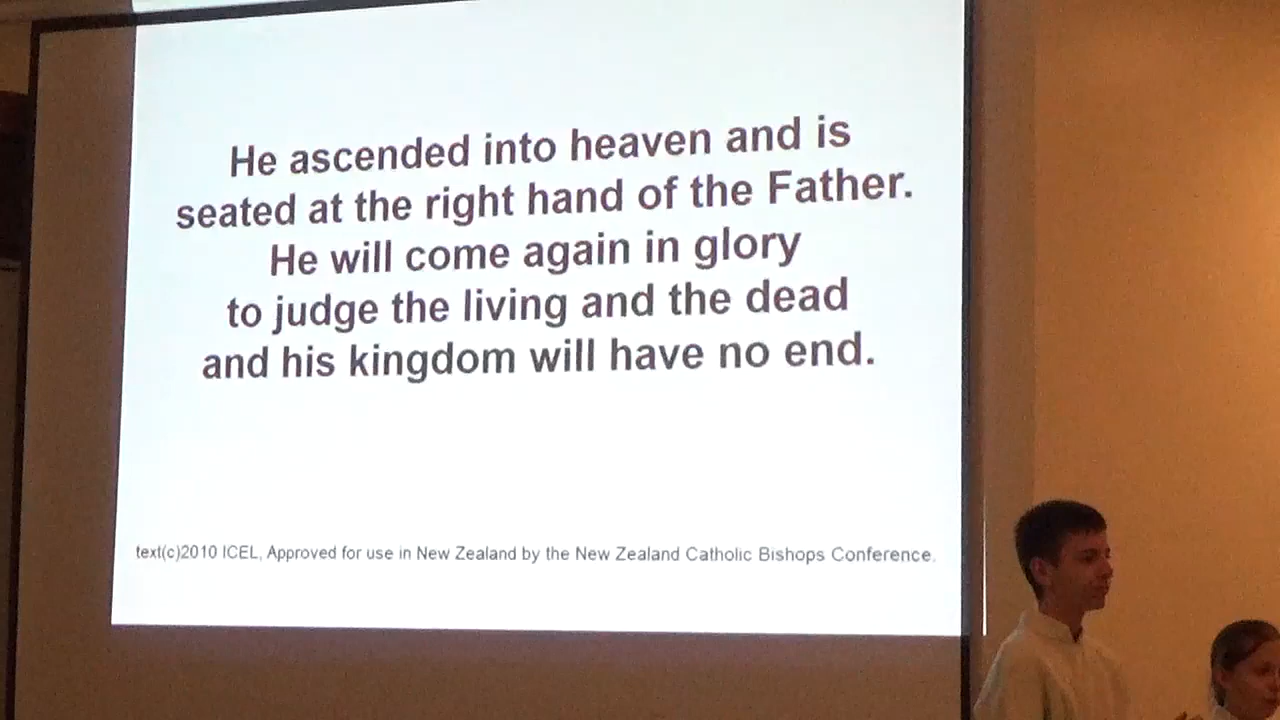 He ascended into heaven and is
seated at the right hand of the Father.
He will come again in glory
to judge the living and the dead
and his kingdom will have no end.
text(c)2010 ICEL, Approved for use in New Zealand by the New Zealand Catholic Bishops Conference.